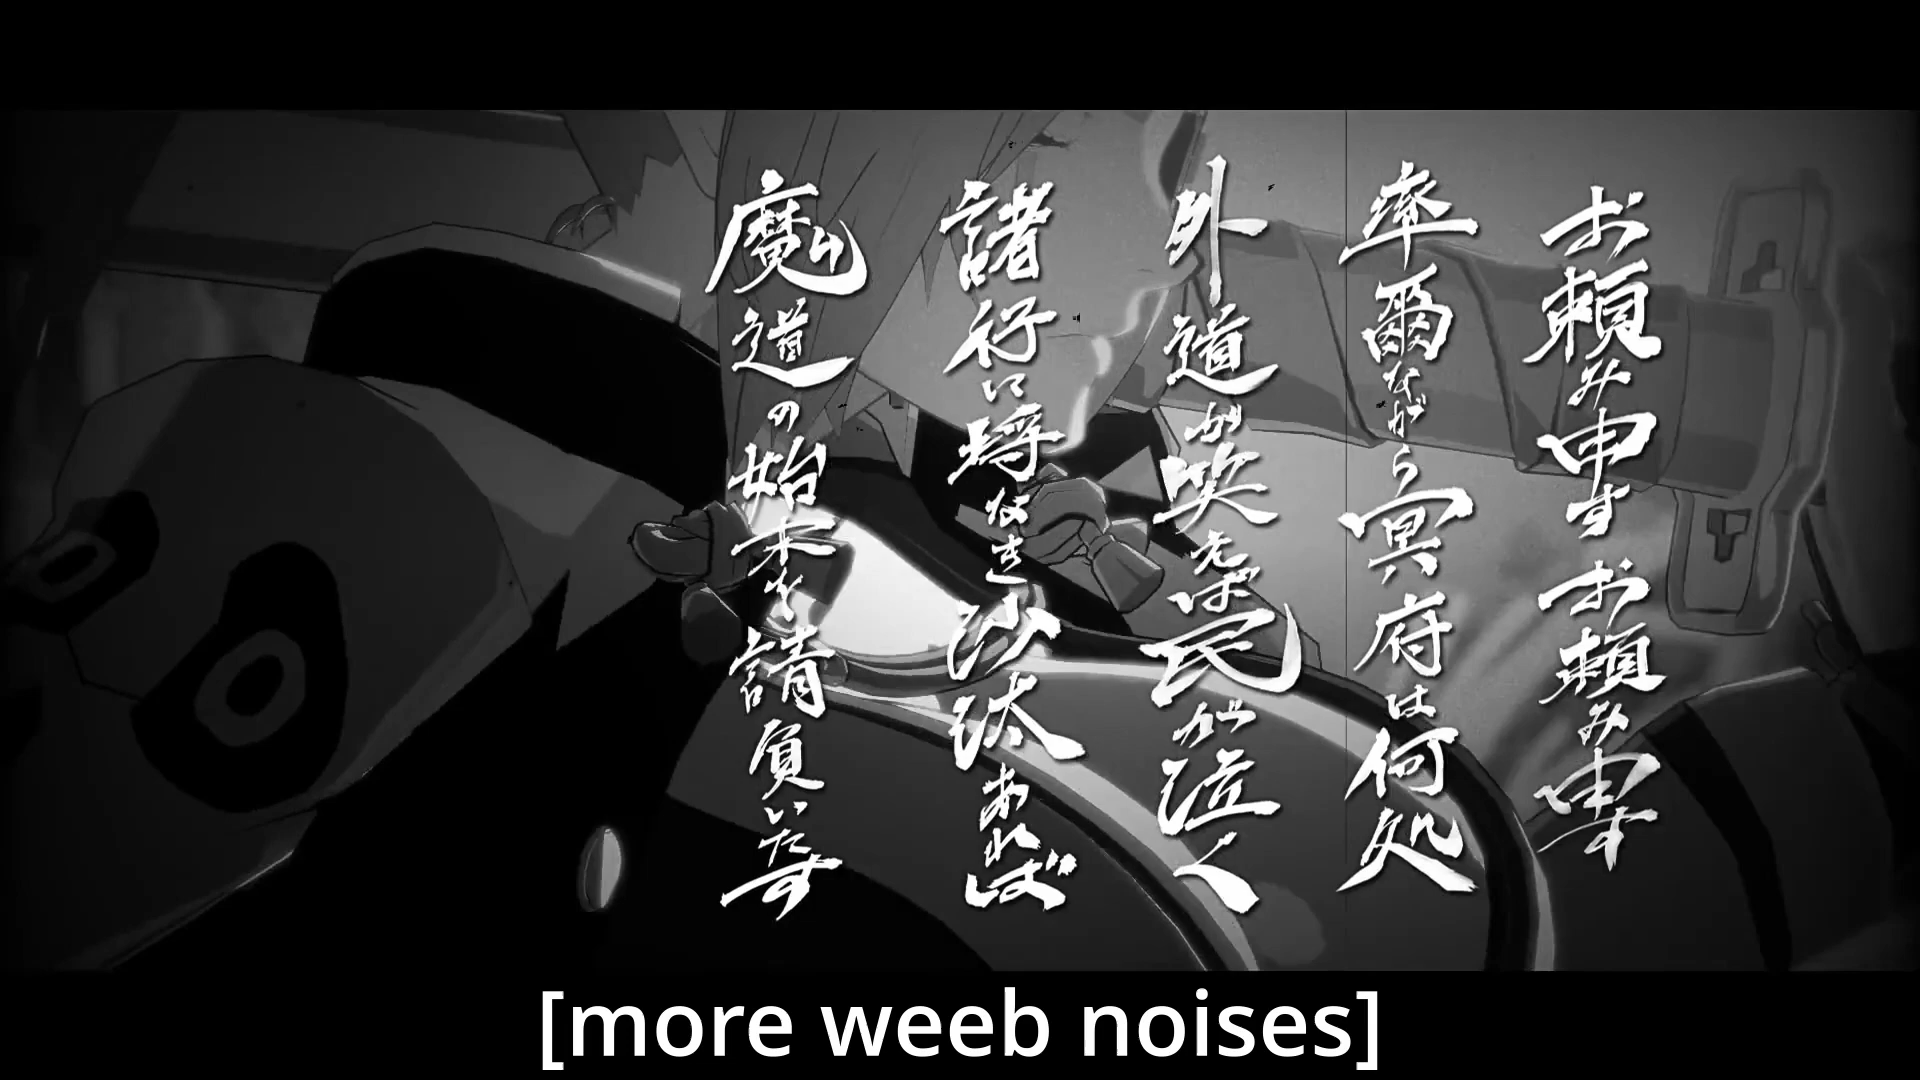 お頼み申すお頼み申す
率爾ながら冥府は何処
外道が笑えば民が泣く
諸行に埒なき沙汰あれば
魔道の始末を請負いたす
[more weeb noises]